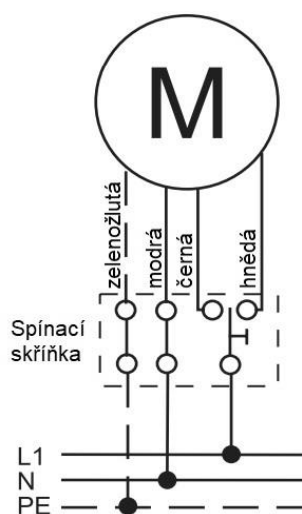 M
zelenožlutá
modrá
černá
hnědá
Spínací
skříňka
L1
N
PE